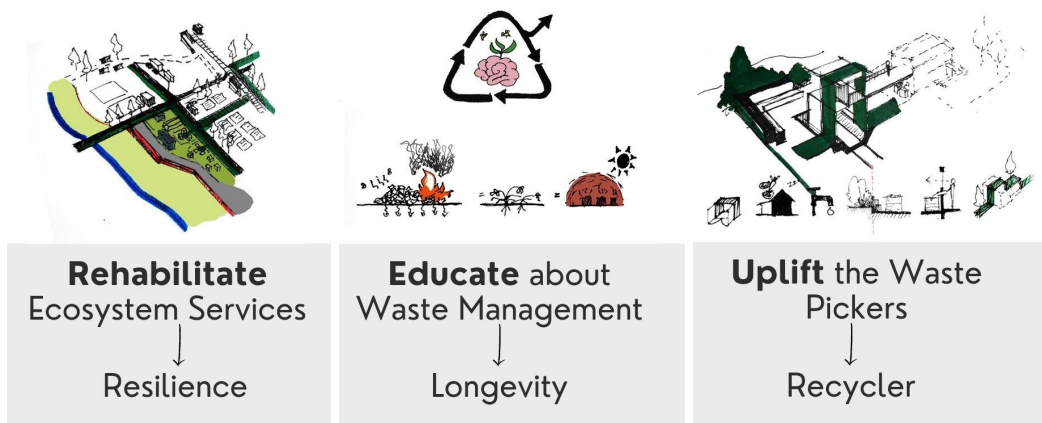 Rehabilitate
Ecosystem Services
Resilience
Educate about
Waste Management
Longevity
Uplift the Waste
Pickers
Recycler